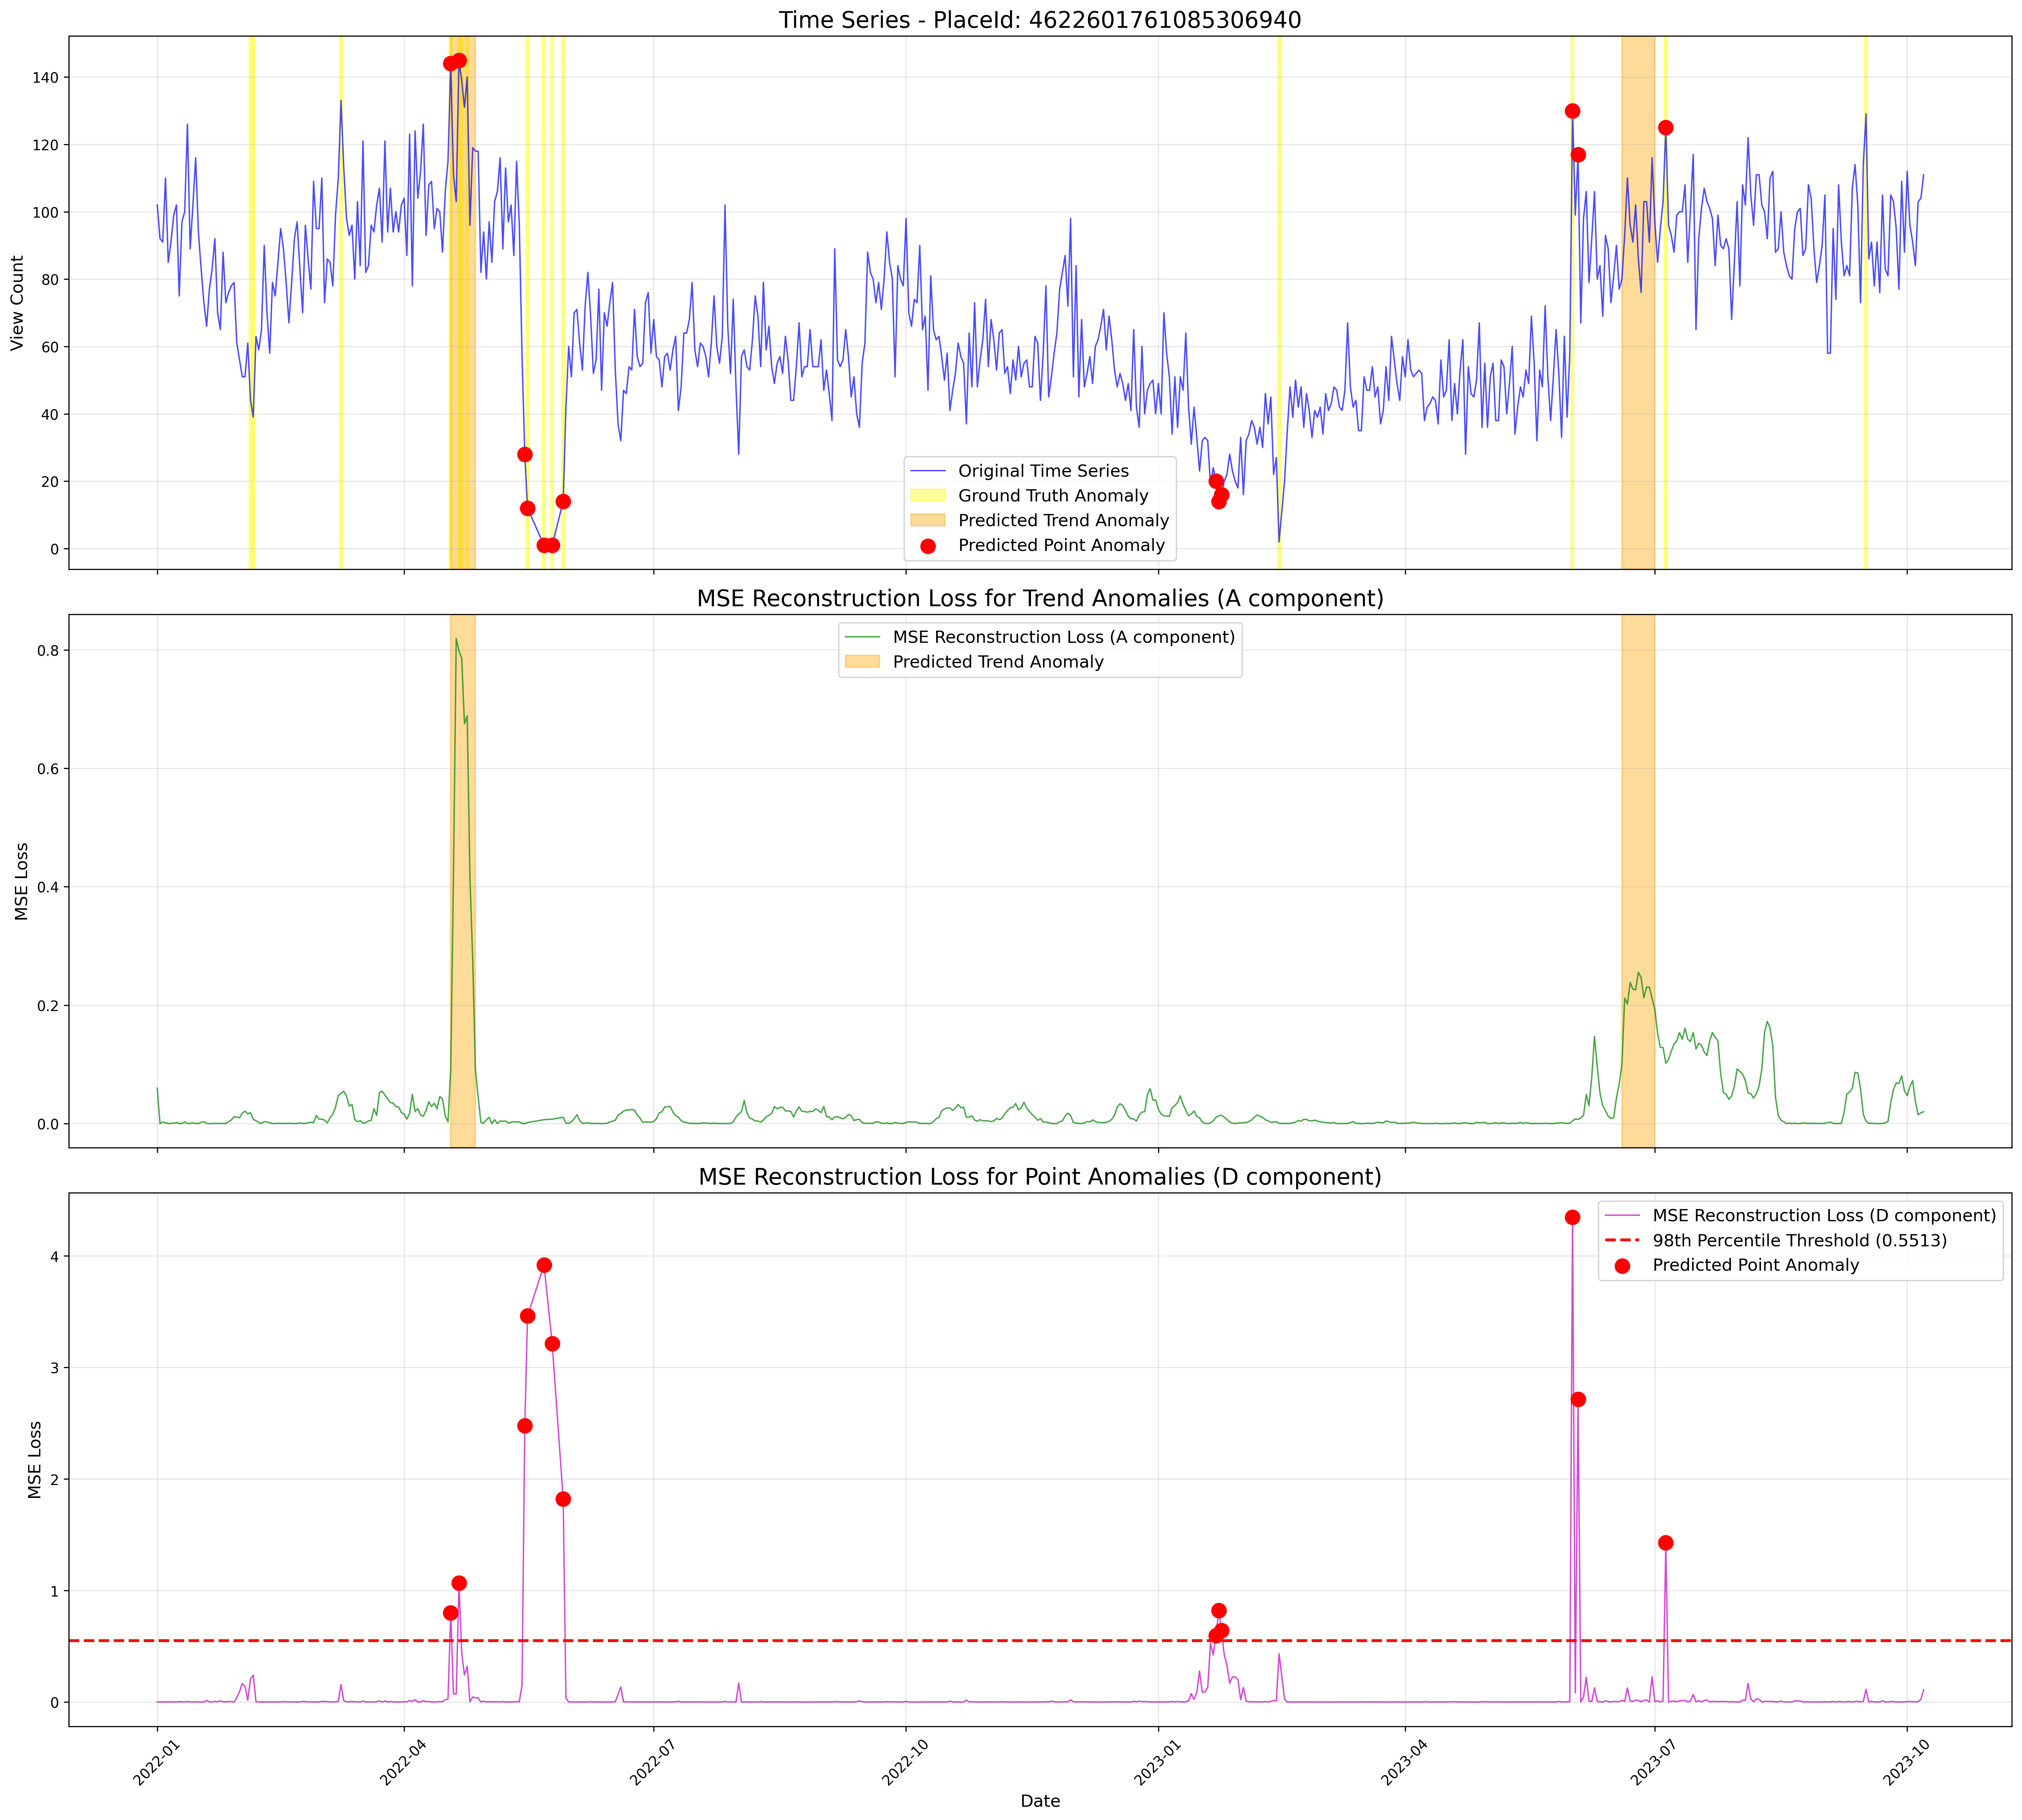 Time Series - PlaceId: 4622601761085306940
View Count
140
120
100
80
60
40
20
0
Original Time Series
Ground Truth Anomaly
Predicted Trend Anomaly
Predicted Point Anomaly
MSE Reconstruction Loss for Trend Anomalies (A component)
MSE Loss
0.8
0.6
0.4
0.2
0.0
MSE Reconstruction Loss (A component)
Predicted Trend Anomaly
MSE Reconstruction Loss for Point Anomalies (D component)
MSE Loss
4
3
2
1
0
MSE Reconstruction Loss (D component)
98th Percentile Threshold (0.5513)
Predicted Point Anomaly
2022-01
2022-04
2022-07
2022-10
2023-01
2023-04
2023-07
2023-10
Date